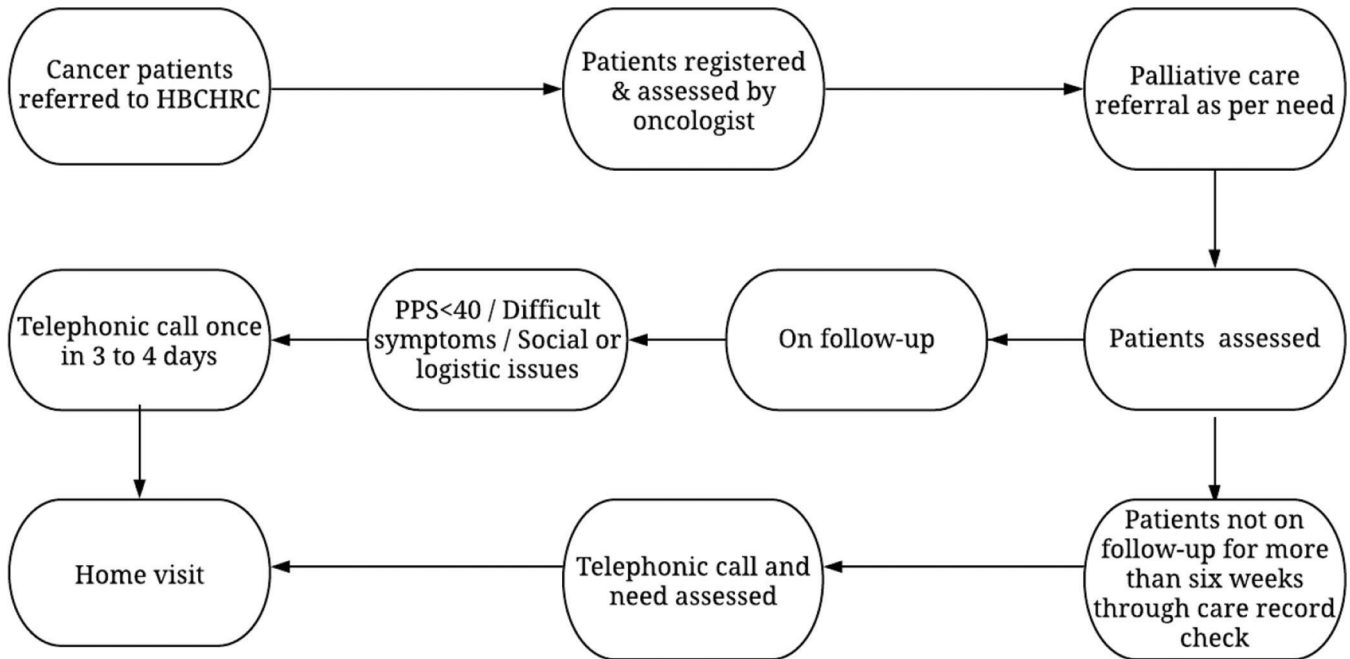 Cancer patients
referred to HBCHRC
Patients registered
& assessed by
oncologist
Palliative care
referral as per need
Telephonic call once
in 3 to 4 days
PPS<40 / Difficult
symptoms / Social or
logistic issues
On follow-up
Patients assessed
Home visit
Telephonic call and
need assessed
Patients not on
follow-up for more
than six weeks
through care record
check